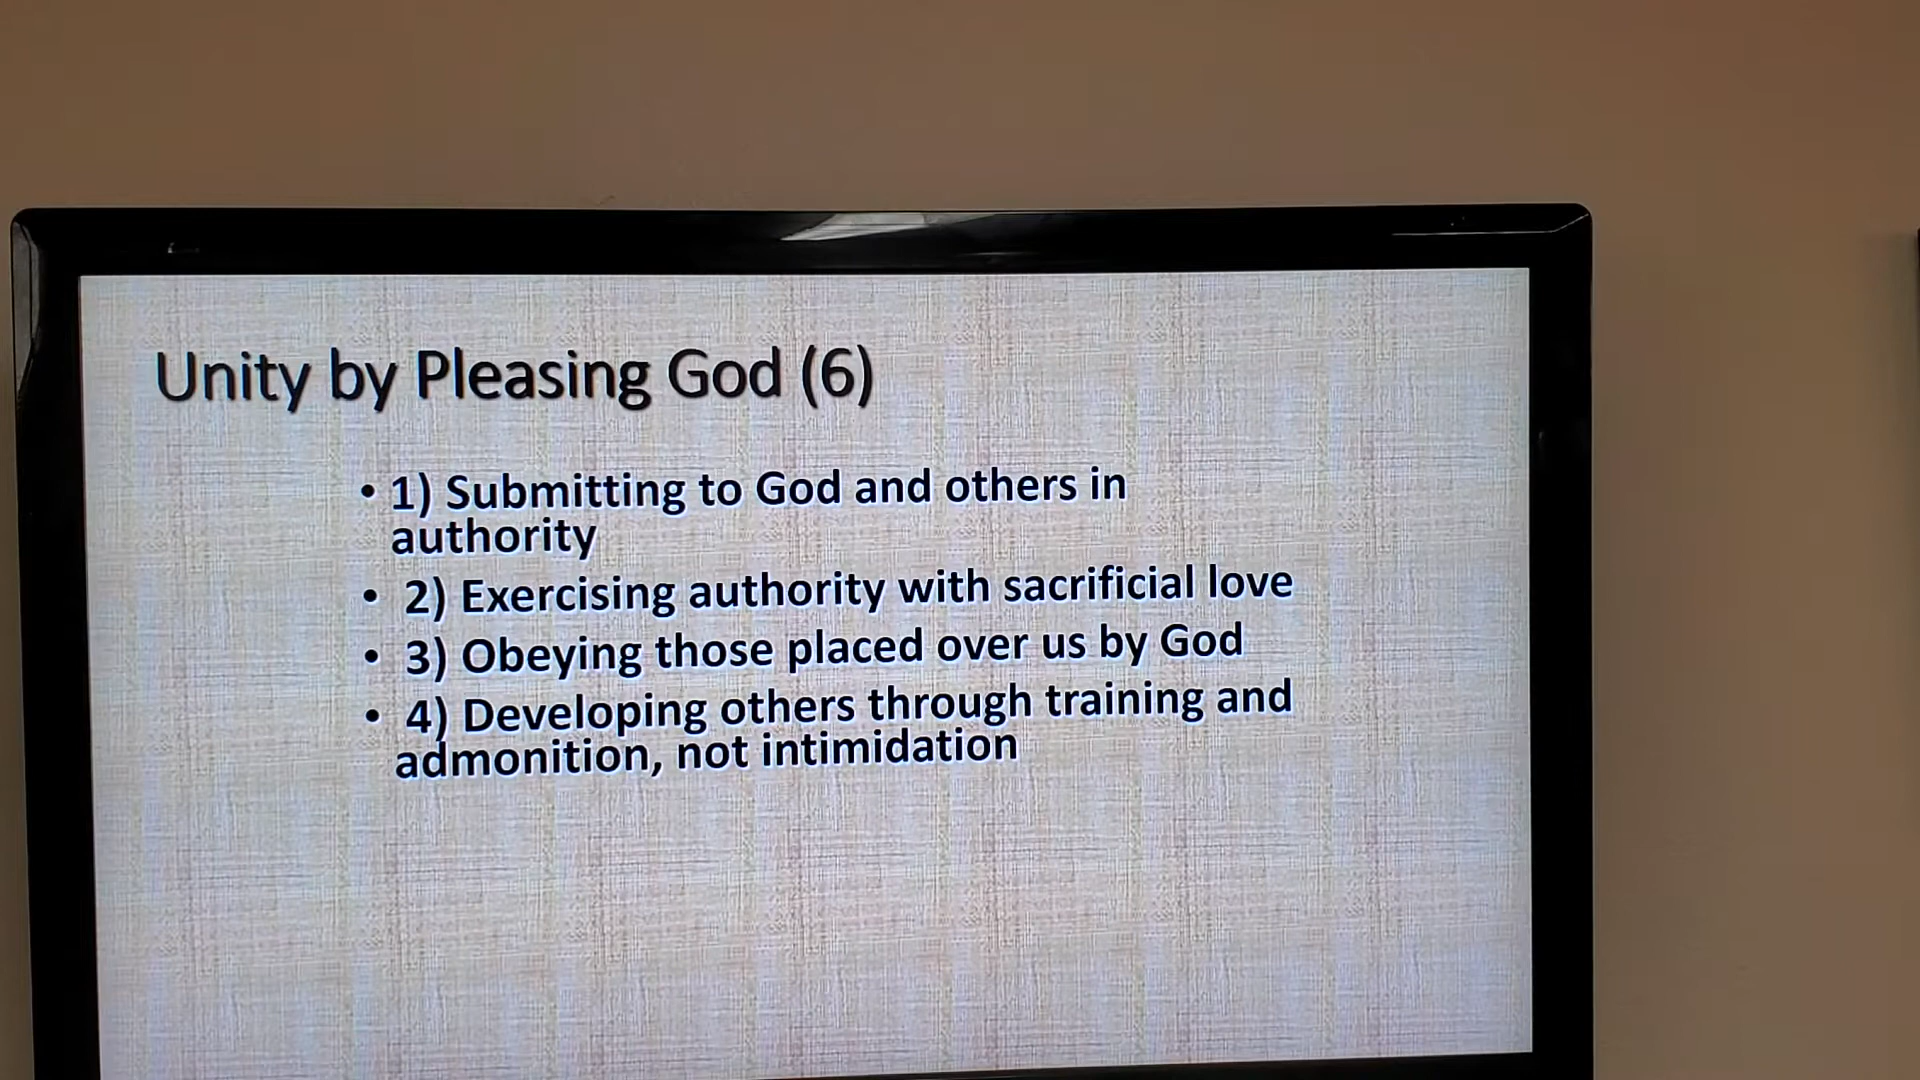 Unity by Pleasing God (6)
• 1) Submitting to God and others in
authority
• 2) Exercising authority with sacrificial love
• 3) Obeying those placed over us by God
• 4) Developing others through training and
admonition, not intimidation